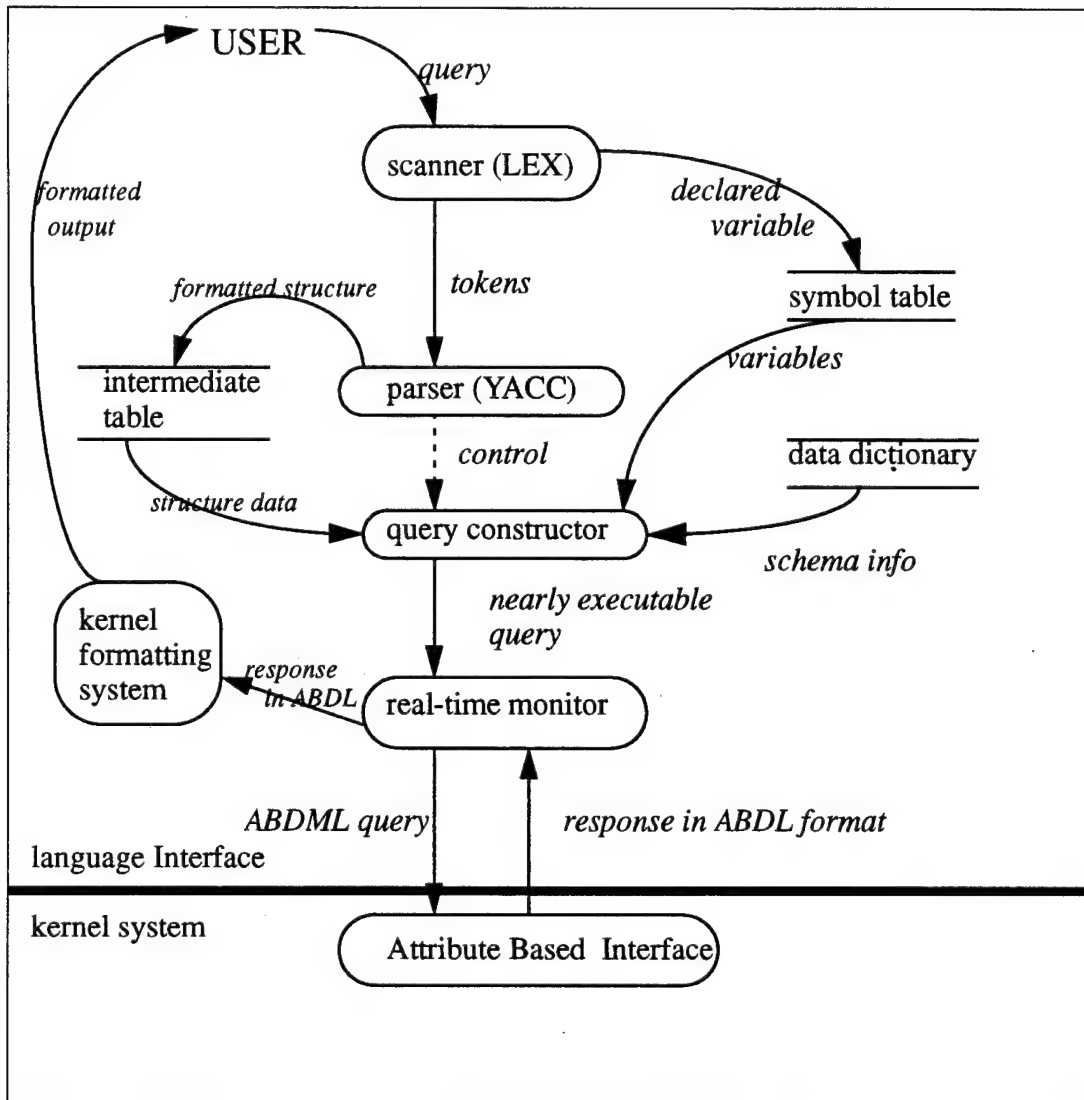 USER
query
scanner (LEX)
formatted
output
declared
variable
tokens
formatted structure
symbol table
variables
intermediate
table
parser (YACC)
control
data dictionary
structure data
query constructor
schema info
nearly executable
query
kernel
formatting
system
response
in ABDL
real-time monitor
ABDML query
response in ABDL format
language Interface
kernel system
Attribute Based Interface